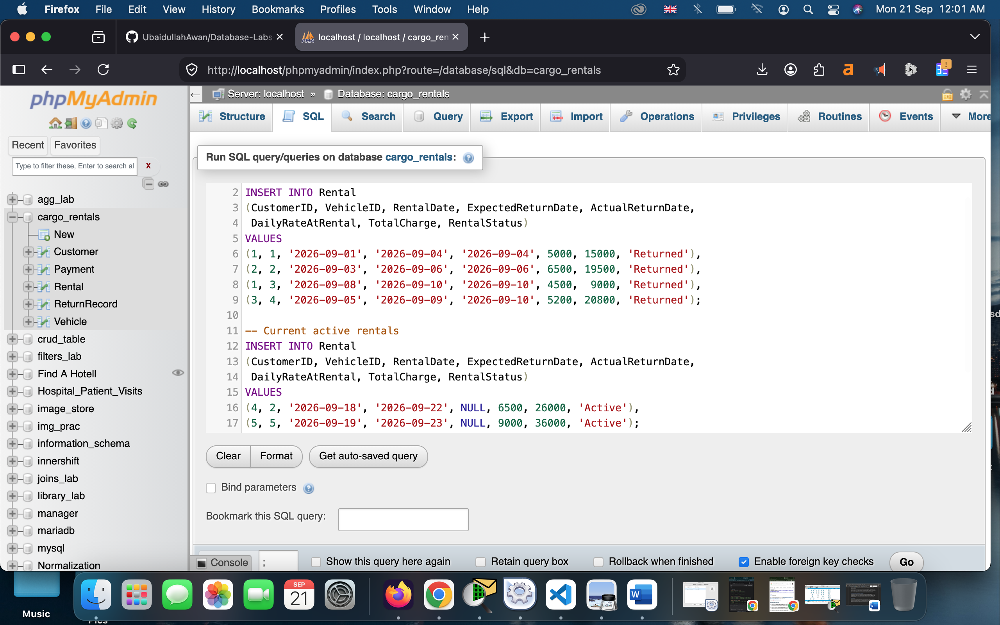 Firefox File Edit View History Bookmarks Profiles Tools Window Help Mon 21 Sep 12:01 AM
UbaidullahAwan/Database-Labs
localhost / localhost / cargo_ren
http://localhost/phpmyadmin/index.php?route=/database/sql&db=cargo_rentals
phpMyAdmin
Recent Favorites
Type to filter these, Enter to search al X
agg_lab
cargo_rentals
New
Customer
Payment
Rental
ReturnRecord
Vehicle
crud_table
filters_lab
Find A Hotell
Hospital_Patient_Visits
image_store
img_prac
information_schema
innershift
joins_lab
library_lab
manager
mariadb
mysql
Normalization
Server: localhost » Database: cargo_rentals
Structure SQL Search Query Export Import Operations Privileges Routines Events More
Run SQL query/queries on database cargo_rentals:
2 INSERT INTO Rental
3 (CustomerID, VehicleID, RentalDate, ExpectedReturnDate, ActualReturnDate,
4 DailyRateAtRental, TotalCharge, RentalStatus)
5 VALUES
6 (1, 1, '2026-09-01', '2026-09-04', '2026-09-04', 5000, 15000, 'Returned'),
7 (2, 2, '2026-09-03', '2026-09-06', '2026-09-06', 6500, 19500, 'Returned'),
8 (1, 3, '2026-09-08', '2026-09-10', '2026-09-10', 4500, 9000, 'Returned'),
9 (3, 4, '2026-09-05', '2026-09-09', '2026-09-10', 5200, 20800, 'Returned');
10
11 -- Current active rentals
12 INSERT INTO Rental
13 (CustomerID, VehicleID, RentalDate, ExpectedReturnDate, ActualReturnDate,
14 DailyRateAtRental, TotalCharge, RentalStatus)
15 VALUES
16 (4, 2, '2026-09-18', '2026-09-22', NULL, 6500, 26000, 'Active'),
17 (5, 5, '2026-09-19', '2026-09-23', NULL, 9000, 36000, 'Active');
Clear Format Get auto-saved query
Bind parameters
Bookmark this SQL query:
Console ; Show this query here again Retain query box Rollback when finished Enable foreign key checks Go
SEP
21
Music